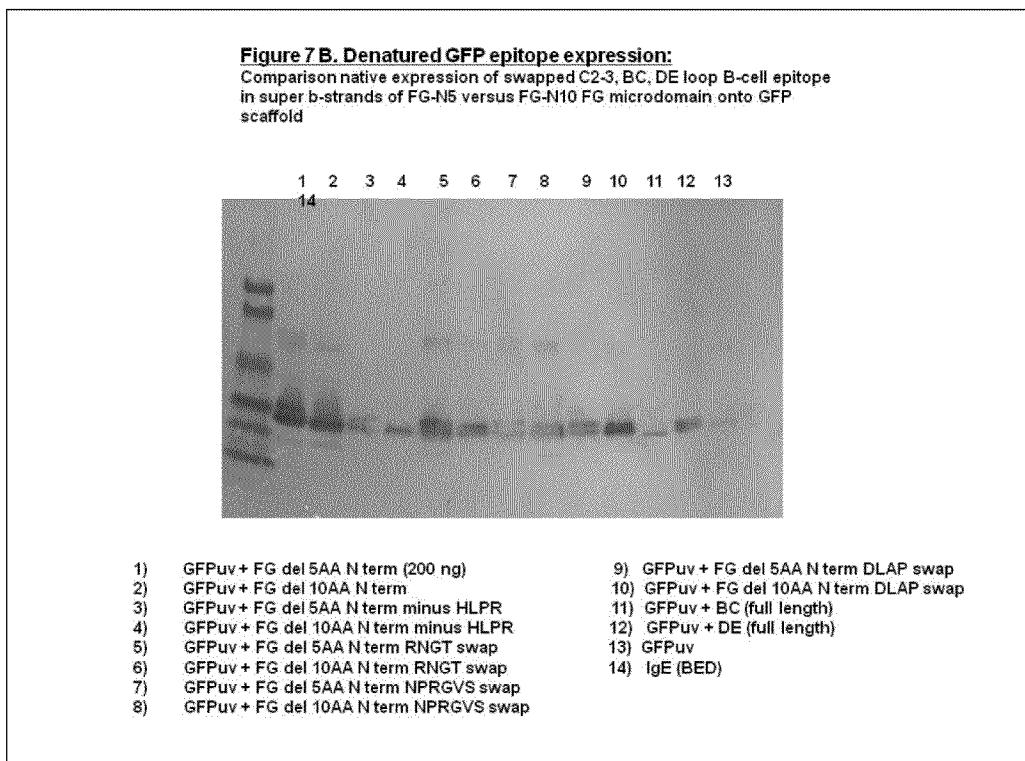 Figure 7 B. Denatured GFP epitope expression:
Comparison native expression of swapped C2-3, BC, DE loop B-cell epitope
in super b-strands of FG-N5 versus FG-N10 FG microdomain onto GFP
scaffold
1 2 3 4 5 6 7 8 9 10 11 12 13
14
1) GFPuv + FG del 5AA N term (200 ng)
2) GFPuv + FG del 10AA N term
3) GFPuv + FG del 5AA N term minus HLPR
4) GFPuv + FG del 10AA N term minus HLPR
5) GFPuv + FG del 5AA N term RNGT swap
6) GFPuv + FG del 10AA N term RNGT swap
7) GFPuv + FG del 5AA N term NPRGVS swap
8) GFPuv + FG del 10AA N term NPRGVS swap
9) GFPuv + FG del 5AA N term DLAP swap
10) GFPuv + FG del 10AA N term DLAP swap
11) GFPuv + BC (full length)
12) GFPuv + DE (full length)
13) GFPuv
14) IgE (BED)